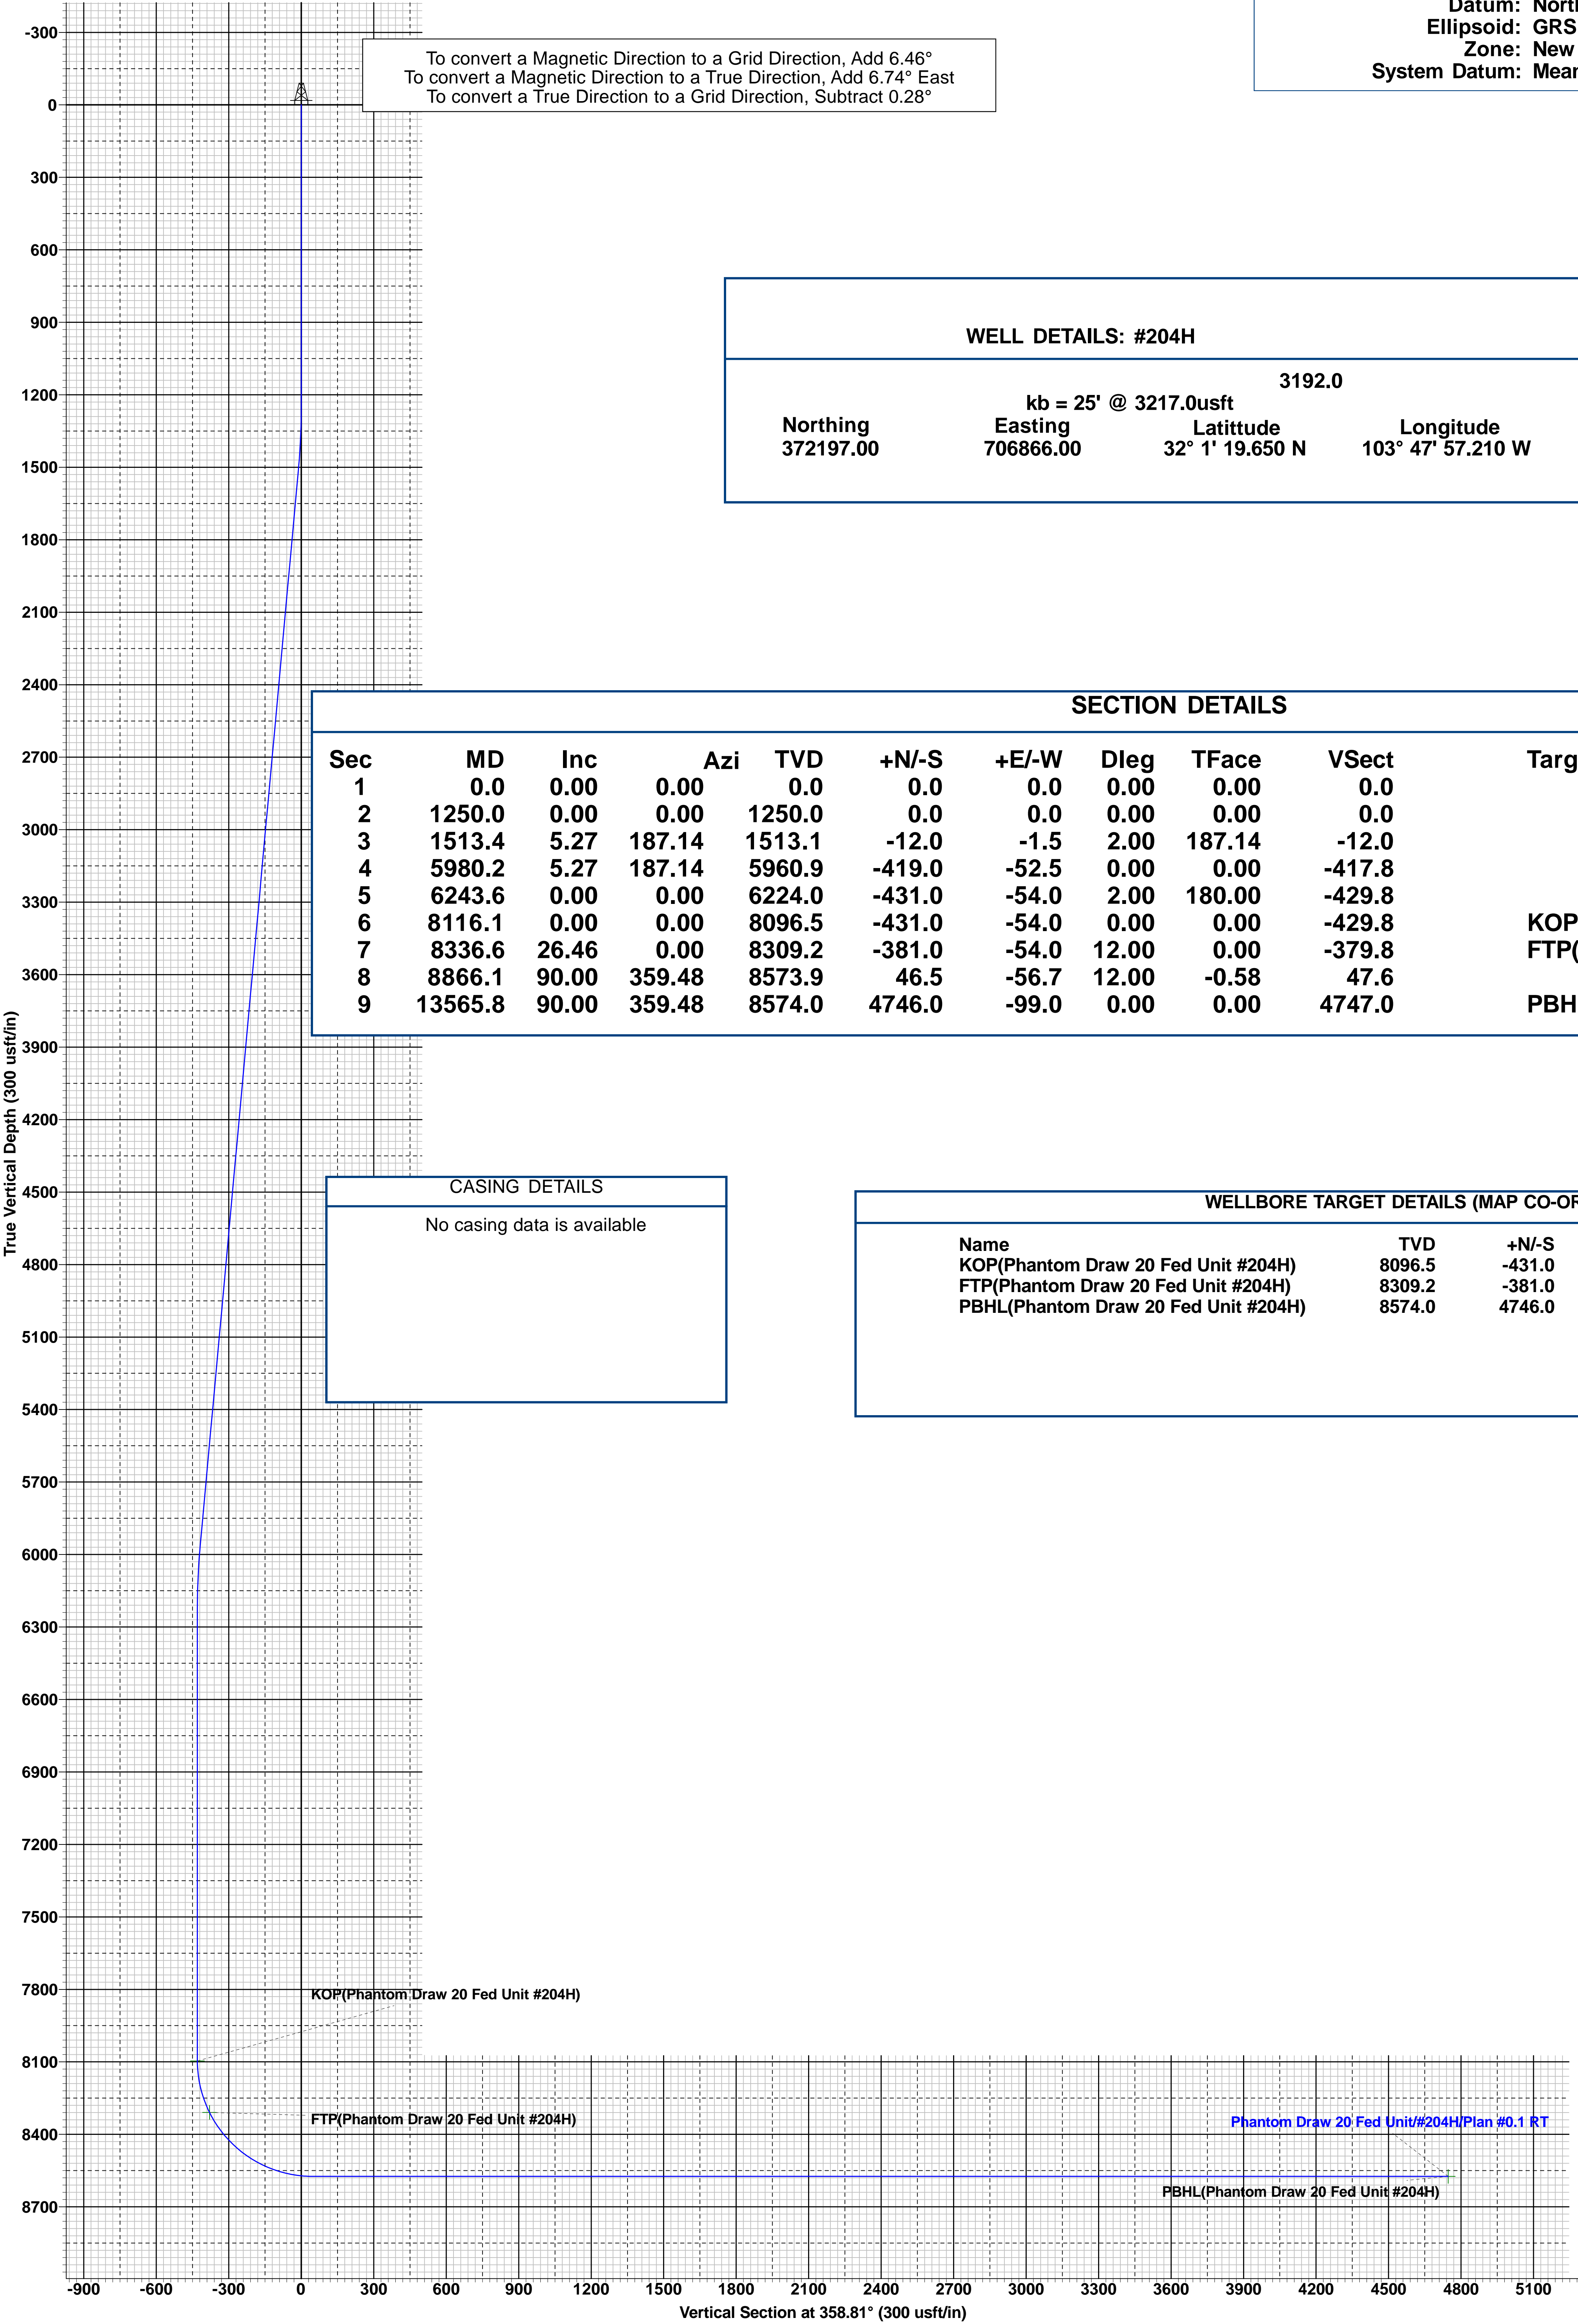 Datum: North
Ellipsoid: GRS
Zone: New
System Datum: Mean
To convert a Magnetic Direction to a Grid Direction, Add 6.46°
To convert a Magnetic Direction to a True Direction, Add 6.74° East
To convert a True Direction to a Grid Direction, Subtract 0.28°
WELL DETAILS: #204H
3192.0
kb = 25' @ 3217.0usft
Northing Easting Latittude Longitude
372197.00 706866.00 32° 1' 19.650 N 103° 47' 57.210 W
SECTION DETAILS
Sec MD Inc Azi TVD +N/-S +E/-W Dleg TFace VSect Targ
1 0.0 0.00 0.00 0.0 0.0 0.0 0.00 0.00 0.0
2 1250.0 0.00 0.00 1250.0 0.0 0.0 0.00 0.00 0.0
3 1513.4 5.27 187.14 1513.1 -12.0 -1.5 2.00 187.14 -12.0
4 5980.2 5.27 187.14 5960.9 -419.0 -52.5 0.00 0.00 -417.8
5 6243.6 0.00 0.00 6224.0 -431.0 -54.0 2.00 180.00 -429.8
6 8116.1 0.00 0.00 8096.5 -431.0 -54.0 0.00 0.00 -429.8 KOP
7 8336.6 26.46 0.00 8309.2 -381.0 -54.0 12.00 0.00 -379.8 FTP(
8 8866.1 90.00 359.48 8573.9 46.5 -56.7 12.00 -0.58 47.6
9 13565.8 90.00 359.48 8574.0 4746.0 -99.0 0.00 0.00 4747.0 PBH
CASING DETAILS
No casing data is available
WELLBORE TARGET DETAILS (MAP CO-OR
Name TVD +N/-S
KOP(Phantom Draw 20 Fed Unit #204H) 8096.5 -431.0
FTP(Phantom Draw 20 Fed Unit #204H) 8309.2 -381.0
PBHL(Phantom Draw 20 Fed Unit #204H) 8574.0 4746.0
True Vertical Depth (300 usft/in)
-300
0
300
600
900
1200
1500
1800
2100
2400
2700
3000
3300
3600
3900
4200
4500
4800
5100
5400
5700
6000
6300
6600
6900
7200
7500
7800
8100
8400
8700
KOP(Phantom Draw 20 Fed Unit #204H)
FTP(Phantom Draw 20 Fed Unit #204H)
Phantom Draw 20 Fed Unit/#204H/Plan #0.1 RT
PBHL(Phantom Draw 20 Fed Unit #204H)
-900 -600 -300 0 300 600 900 1200 1500 1800 2100 2400 2700 3000 3300 3600 3900 4200 4500 4800 5100
Vertical Section at 358.81° (300 usft/in)